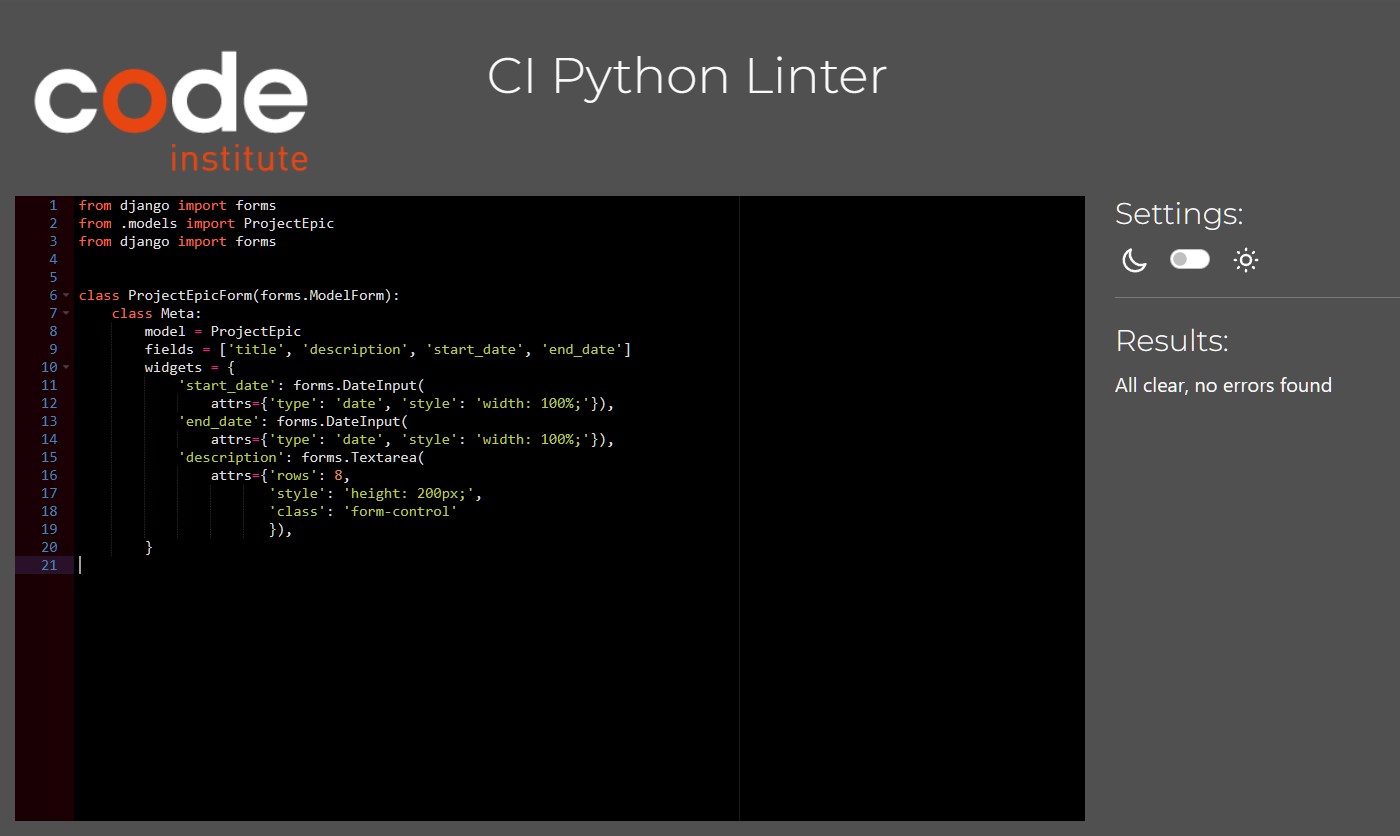 code
institute
CI Python Linter
1 from django import forms
2 from .models import ProjectEpic
3 from django import forms
4
5
6 class ProjectEpicForm(forms.ModelForm):
7     class Meta:
8         model = ProjectEpic
9         fields = ['title', 'description', 'start_date', 'end_date']
10         widgets = {
11             'start_date': forms.DateInput(
12                 attrs={'type': 'date', 'style': 'width: 100%;'}),
13             'end_date': forms.DateInput(
14                 attrs={'type': 'date', 'style': 'width: 100%;'}),
15             'description': forms.Textarea(
16                 attrs={'rows': 8,
17                        'style': 'height: 200px;',
18                        'class': 'form-control'
19                        }),
20         }
21
Settings:
Results:
All clear, no errors found